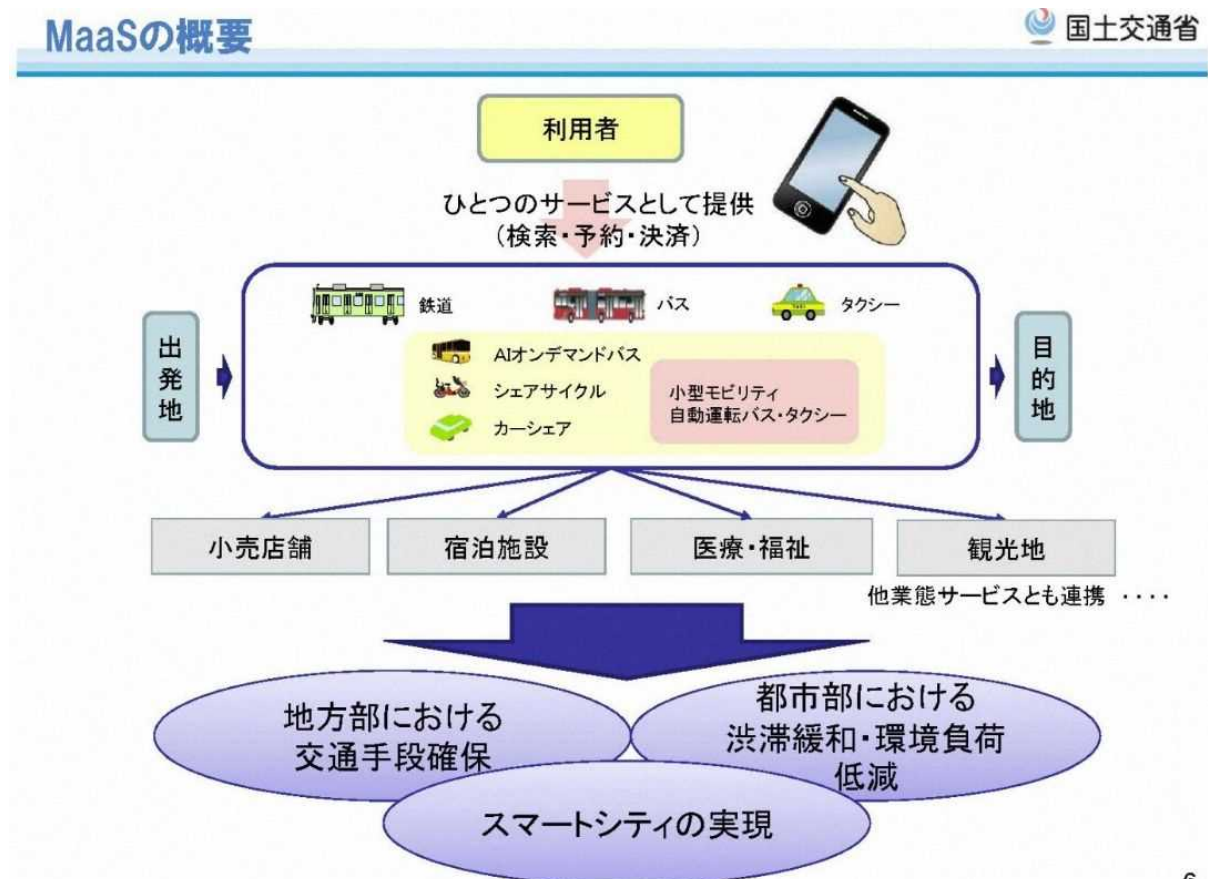 MaaSの概要
国土交通省
利用者
ひとつのサービスとして提供
（検索・予約・決済）
鉄道
バス
タクシー
TAXI
出発地
AIオンデマンドバス
シェアサイクル
カーシェア
小型モビリティ
自動運転バス・タクシー
目的地
小売店舗
宿泊施設
医療・福祉
観光地
他業態サービスとも連携 ････
地方部における
交通手段確保
都市部における
渋滞緩和・環境負荷
低減
スマートシティの実現
6